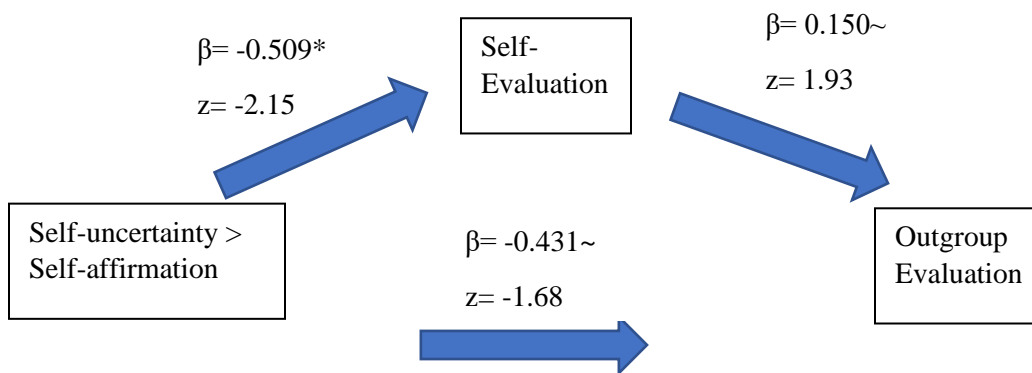 β= -0.509*
z= -2.15
Self-
Evaluation
β= 0.150~
z= 1.93
Self-uncertainty >
Self-affirmation
β= -0.431~
z= -1.68
Outgroup
Evaluation